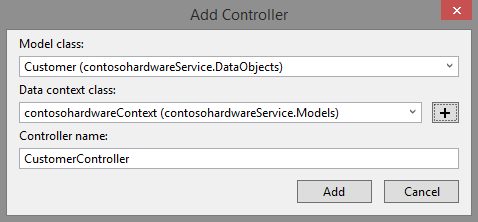 Add Controller
Model class:
Customer (contosohardwareService.DataObjects)
Data context class:
contosohardwareContext (contosohardwareService.Models)
Controller name:
CustomerController
Add Cancel